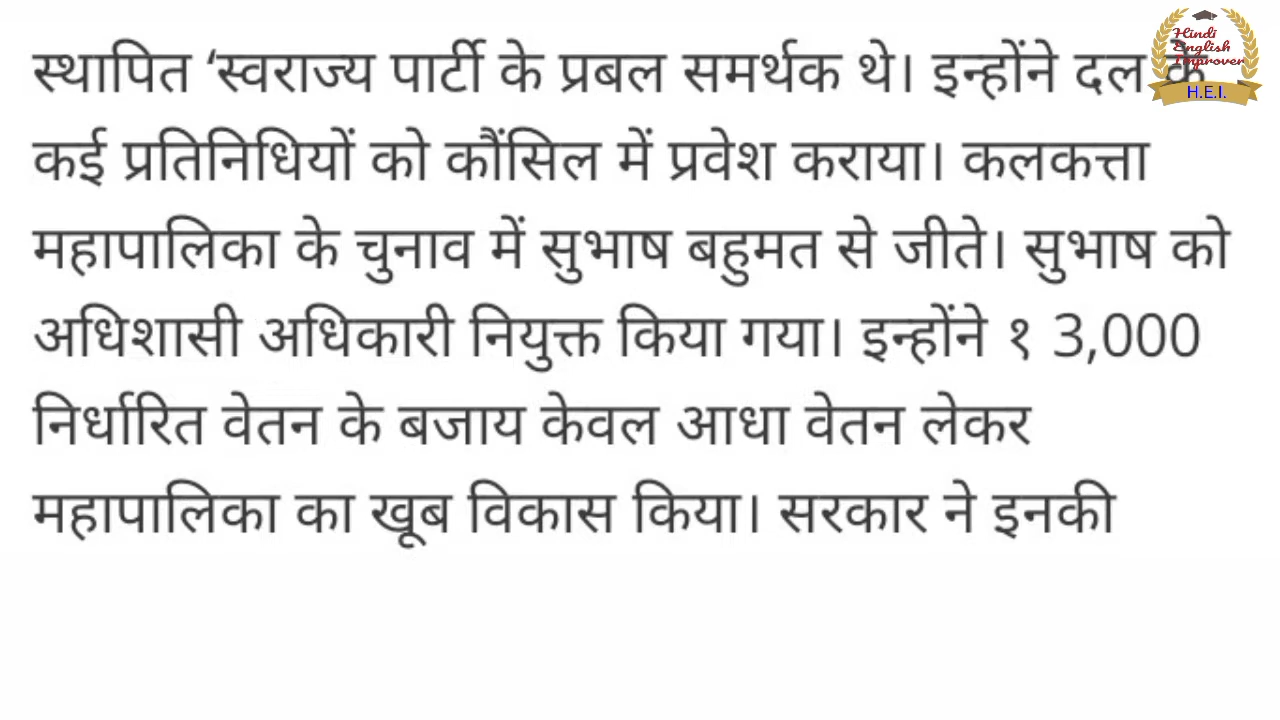 स्थापित ‘स्वराज्य पार्टी के प्रबल समर्थक थे। इन्होंने दल के
कई प्रतिनिधियों को कौंसिल में प्रवेश कराया। कलकत्ता
महापालिका के चुनाव में सुभाष बहुमत से जीते। सुभाष को
अधिशासी अधिकारी नियुक्त किया गया। इन्होंने १ 3,000
निर्धारित वेतन के बजाय केवल आधा वेतन लेकर
महापालिका का खूब विकास किया। सरकार ने इनकी
Hindi
English
Improver
H.E.I.